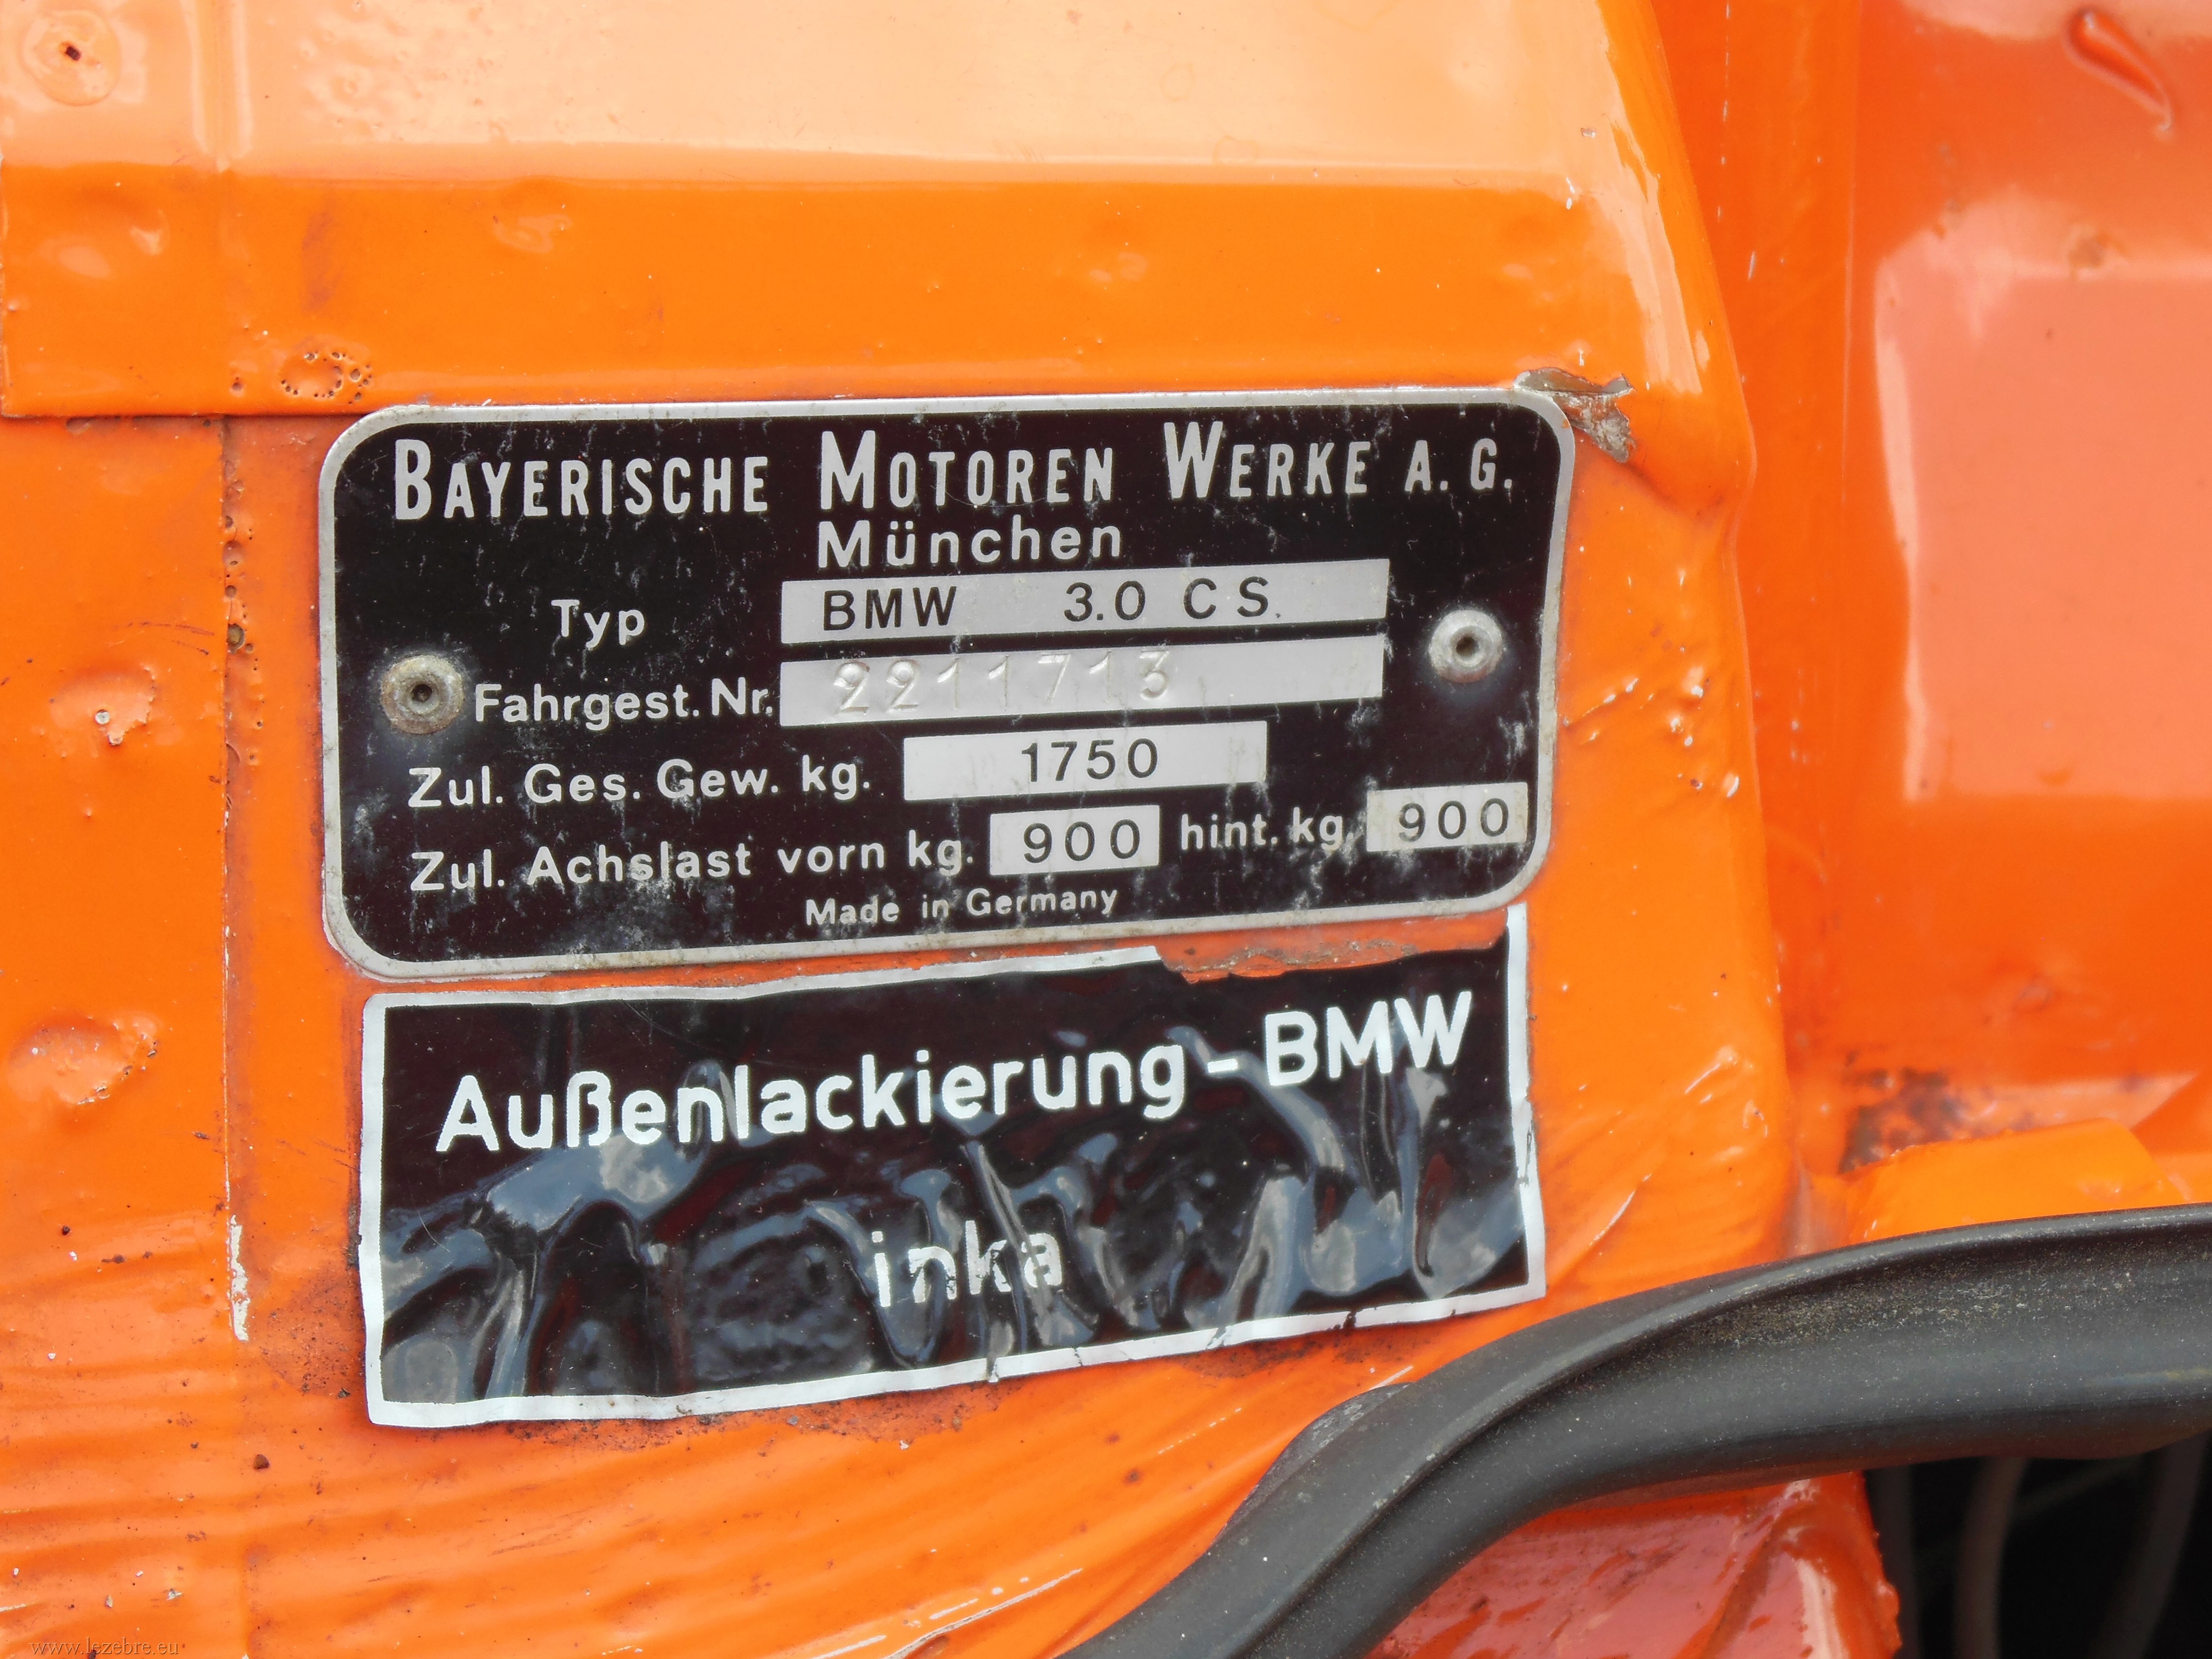 BAYERISCHE MOTOREN WERKE A.G.
München
Typ BMW 3.0 CS.
Fahrgest. Nr. 2211713
Zul. Ges. Gew. kg. 1750
Zul. Achslast vorn kg. 900 hint. kg. 900
Made in Germany
Außenlackierung - BMW
inka
www.lezebre.eu